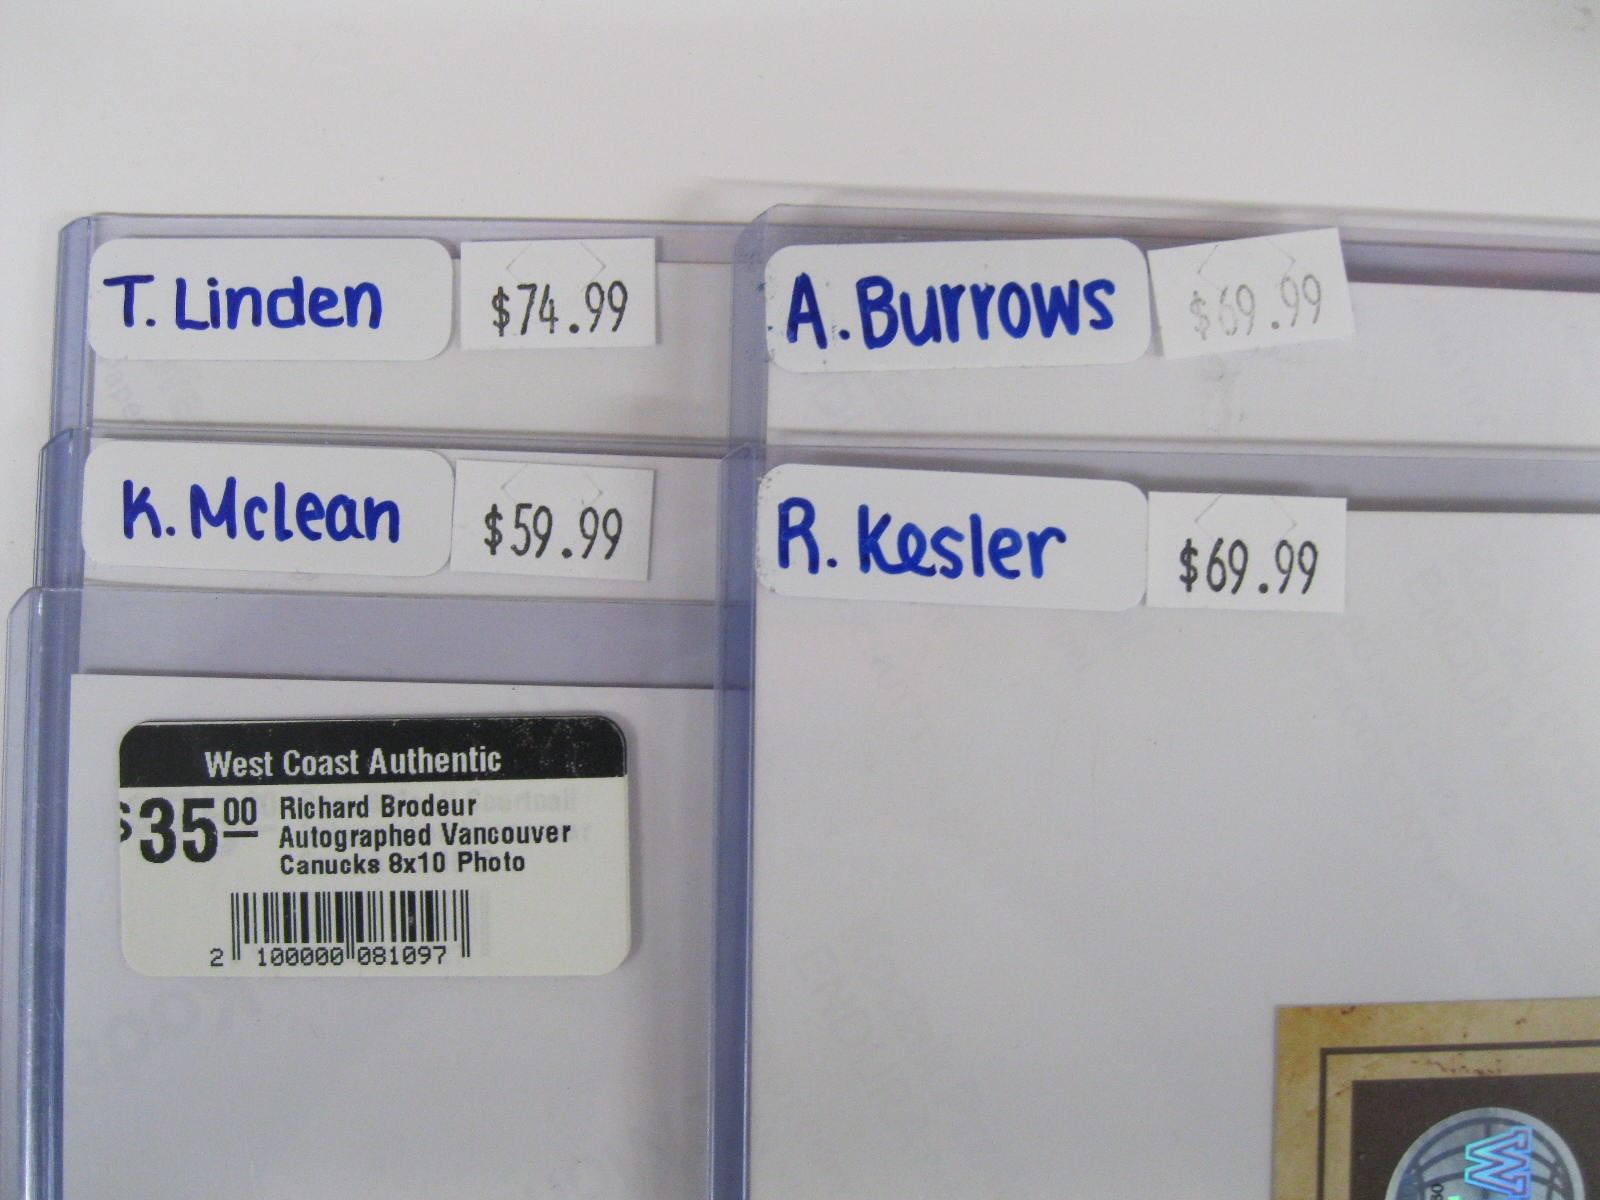 T. Linden $74.99
A. Burrows $69.99
K. Mclean $59.99
R. Kesler $69.99
West Coast Authentic
$35.00 Richard Brodeur
Autographed Vancouver
Canucks 8x10 Photo
2 100000 081097
W